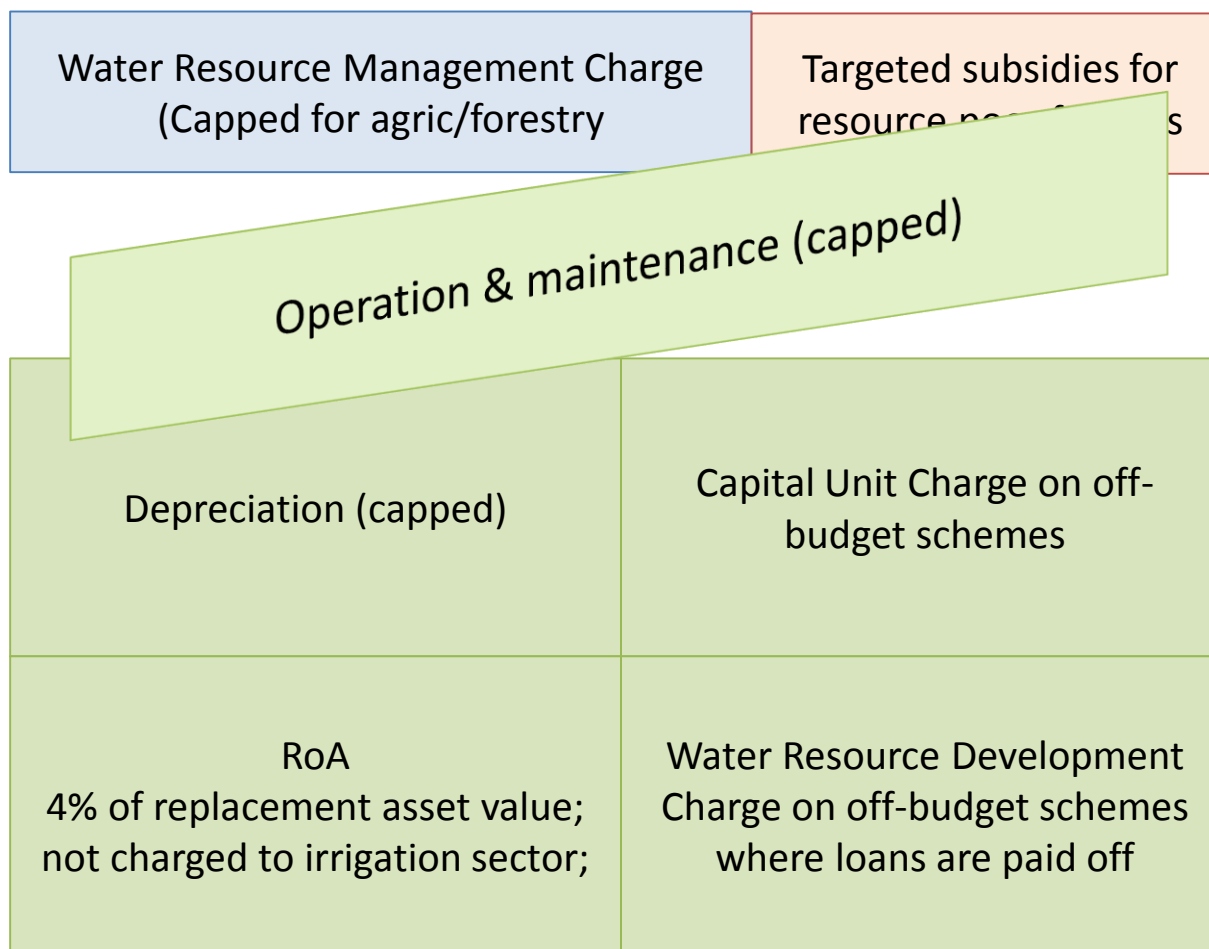 Water Resource Management Charge
(Capped for agric/forestry
Targeted subsidies for
resource
Operation & maintenance (capped)
Depreciation (capped)
Capital Unit Charge on off-
budget schemes
RoA
4% of replacement asset value;
not charged to irrigation sector;
Water Resource Development
Charge on off-budget schemes
where loans are paid off